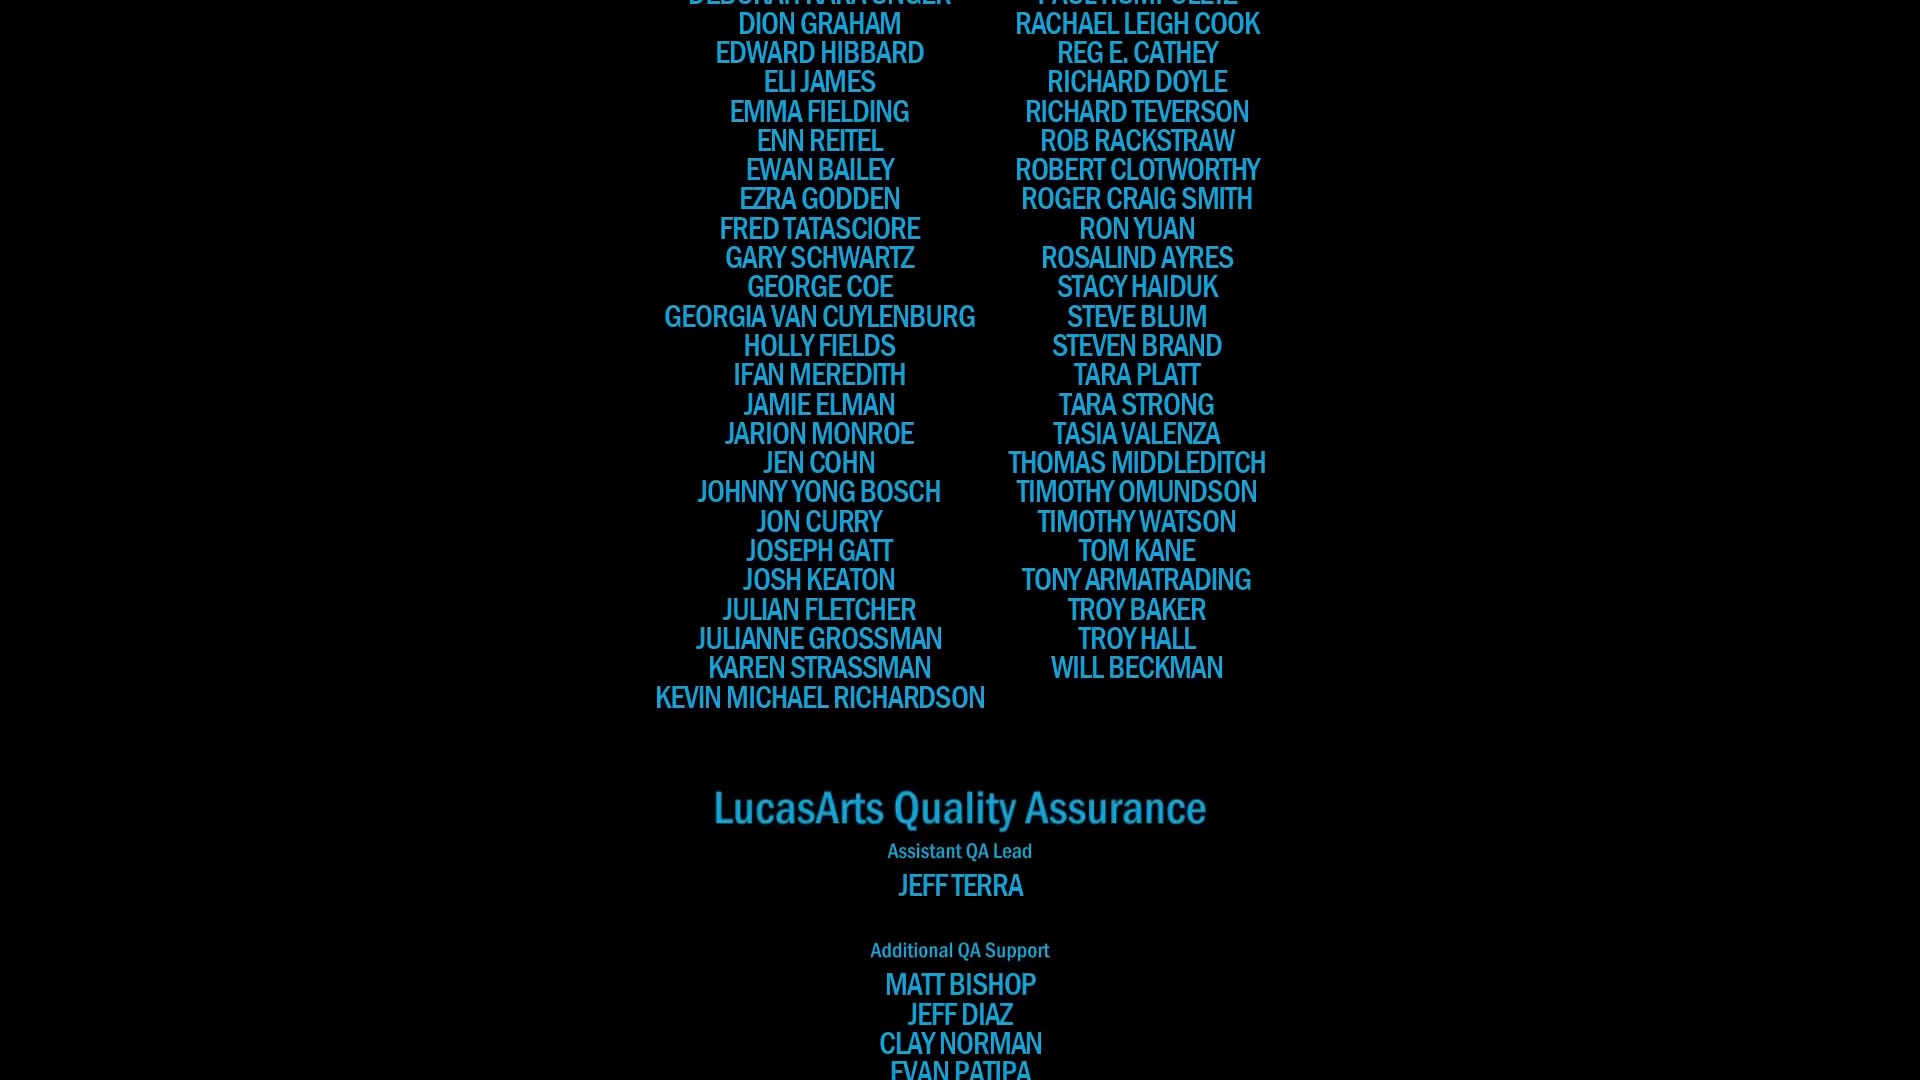 DION GRAHAM
EDWARD HIBBARD
ELI JAMES
EMMA FIELDING
ENN REITEL
EWAN BAILEY
EZRA GODDEN
FRED TATASCIORE
GARY SCHWARTZ
GEORGE COE
GEORGIA VAN CUYLENBURG
HOLLY FIELDS
IFAN MEREDITH
JAMIE ELMAN
JARION MONROE
JEN COHN
JOHNNY YONG BOSCH
JON CURRY
JOSEPH GATT
JOSH KEATON
JULIAN FLETCHER
JULIANNE GROSSMAN
KAREN STRASSMAN
KEVIN MICHAEL RICHARDSON
RACHAEL LEIGH COOK
REG E. CATHEY
RICHARD DOYLE
RICHARD TEVERSON
ROB RACKSTRAW
ROBERT CLOTWORTHY
ROGER CRAIG SMITH
RON YUAN
ROSALIND AYRES
STACY HAIDUK
STEVE BLUM
STEVEN BRAND
TARA PLATT
TARA STRONG
TASIA VALENZA
THOMAS MIDDLEDITCH
TIMOTHY OMUNDSON
TIMOTHY WATSON
TOM KANE
TONY ARMATRADING
TROY BAKER
TROY HALL
WILL BECKMAN
LucasArts Quality Assurance
Assistant QA Lead
JEFF TERRA
Additional QA Support
MATT BISHOP
JEFF DIAZ
CLAY NORMAN
EVAN PATIPA